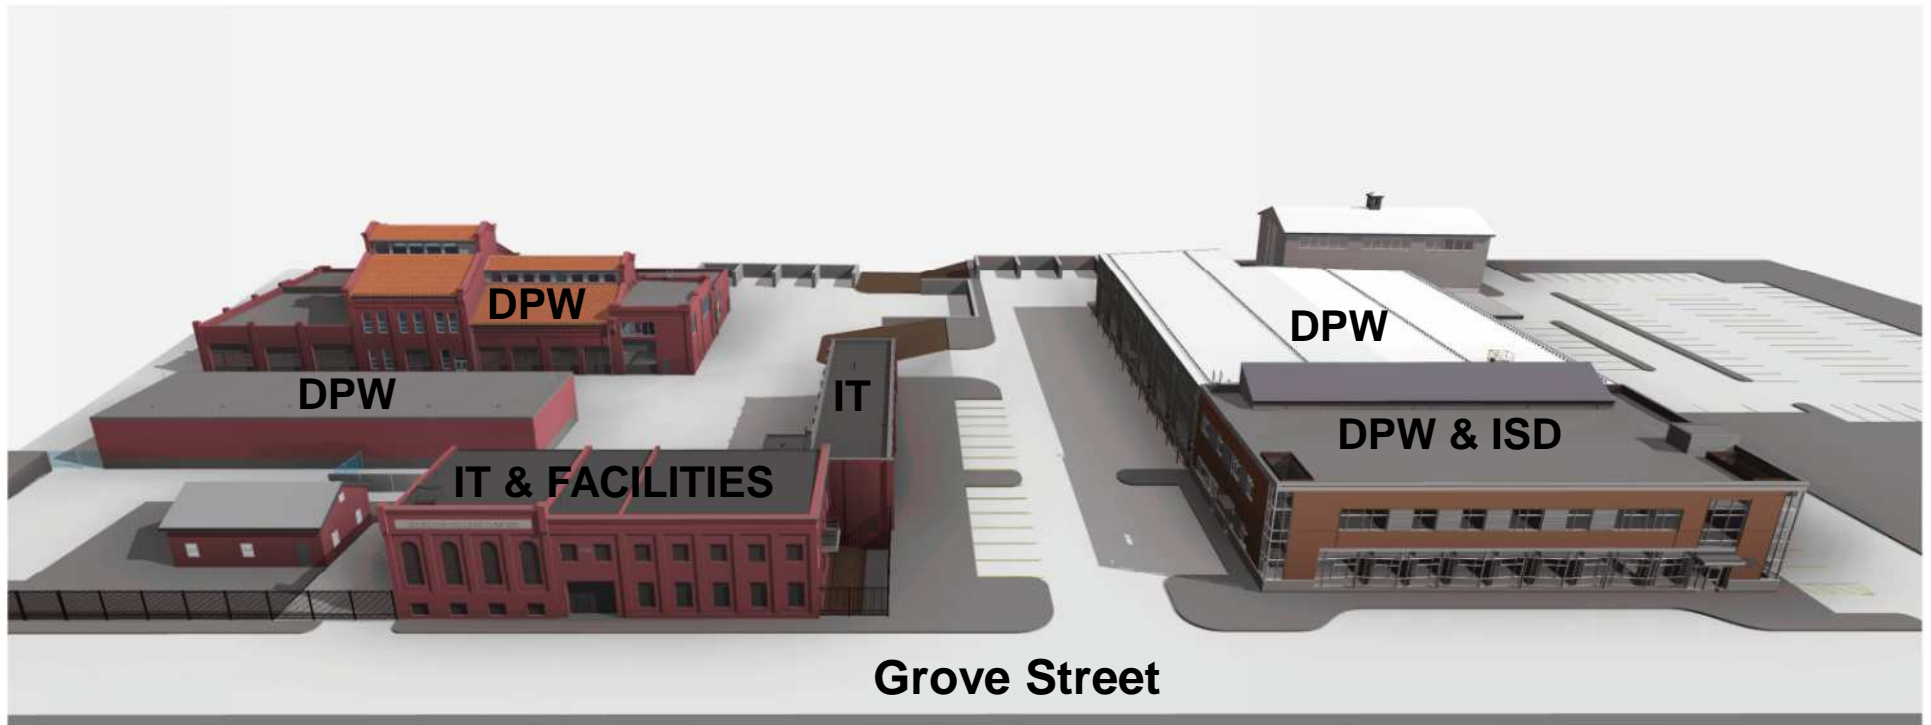 DPW
DPW
DPW
IT
DPW & ISD
IT & FACILITIES
Grove Street